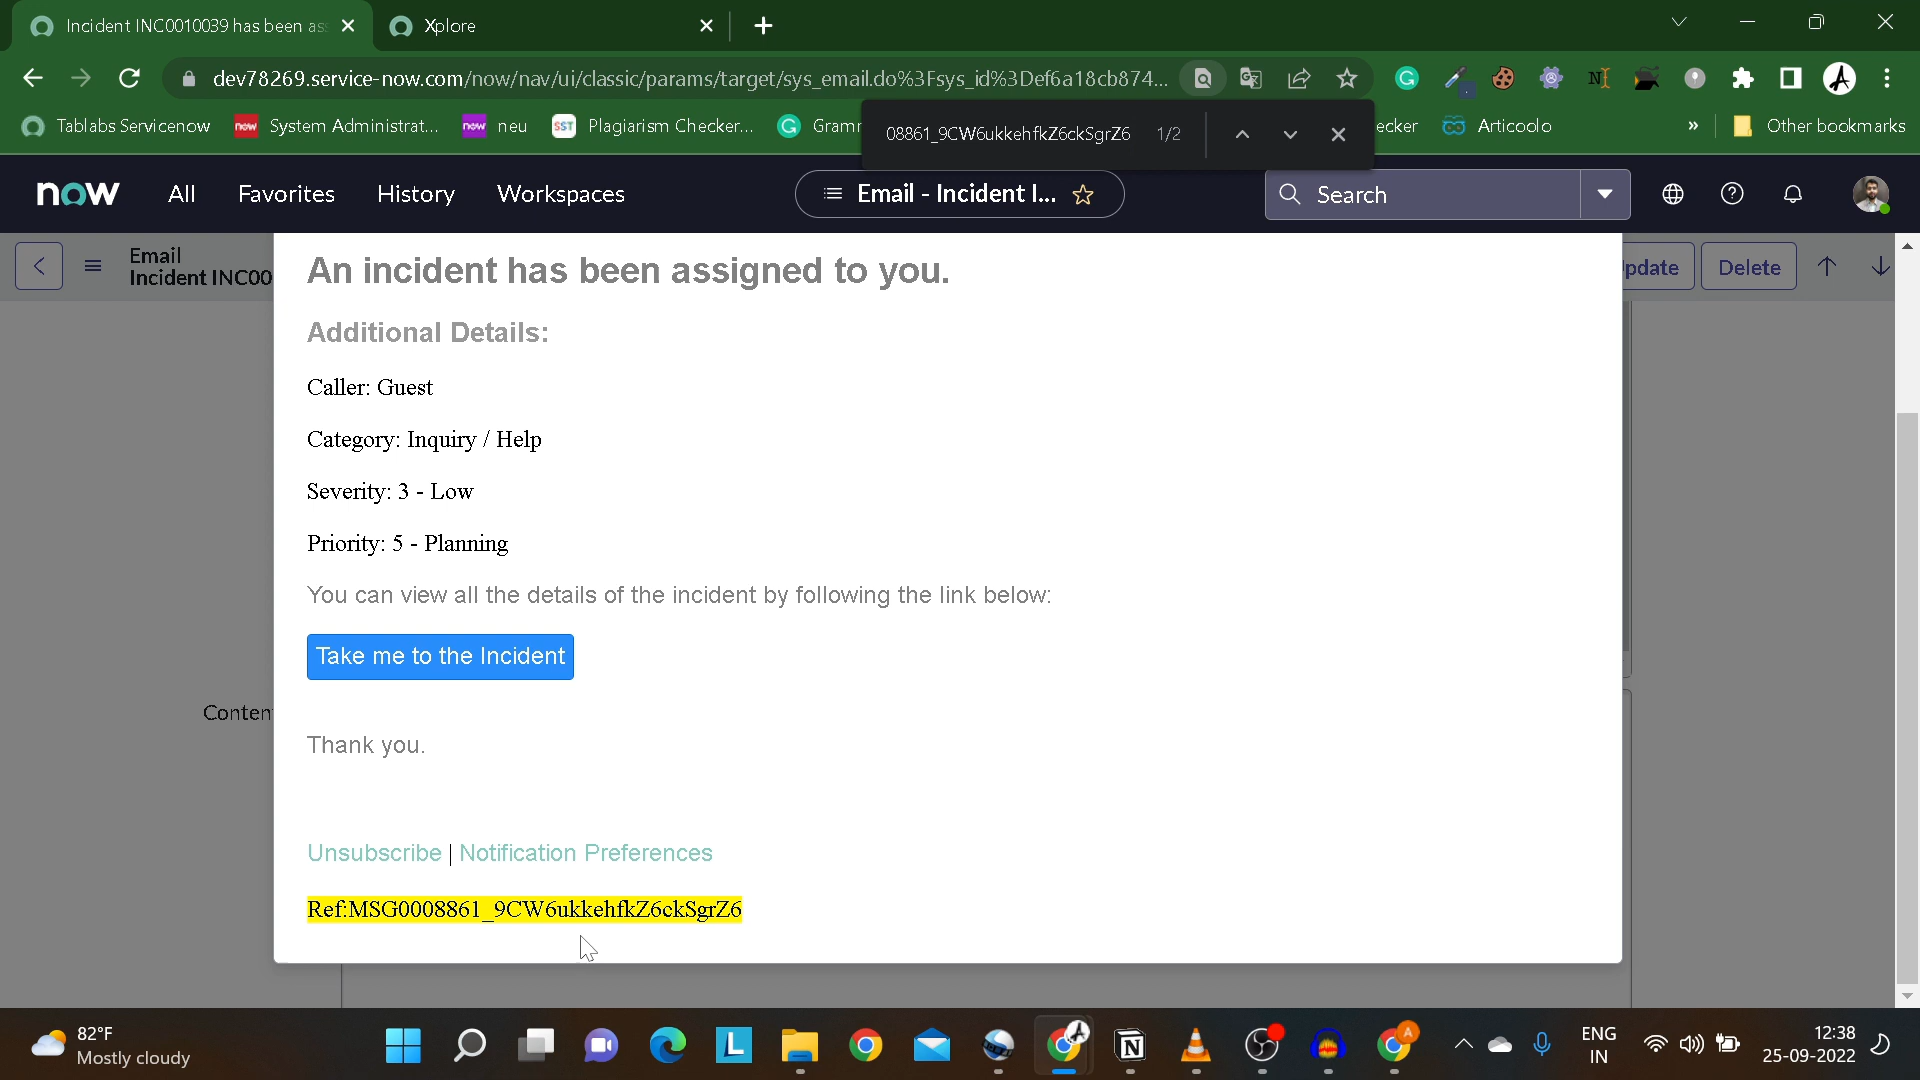 Incident INC0010039 has been as
Xplore
dev78269.service-now.com/now/nav/ui/classic/params/target/sys_email.do%3Fsys_id%3Def6a18cb874...
Tablabs Servicenow
now
System Administrat...
now
neu
SST
Plagiarism Checker...
Gramr
08861_9CW6ukkehfkZ6ckSgrZ6
1/2
ecker
Articoolo
»
Other bookmarks
now
All
Favorites
History
Workspaces
Email - Incident I...
Search
Email
Incident INC00
pdate
Delete
An incident has been assigned to you.
Additional Details:
Caller: Guest
Category: Inquiry / Help
Severity: 3 - Low
Priority: 5 - Planning
You can view all the details of the incident by following the link below:
Take me to the Incident
Conten
Thank you.
Unsubscribe | Notification Preferences
Ref:MSG0008861_9CW6ukkehfkZ6ckSgrZ6
82°F
Mostly cloudy
ENG
IN
12:38
25-09-2022